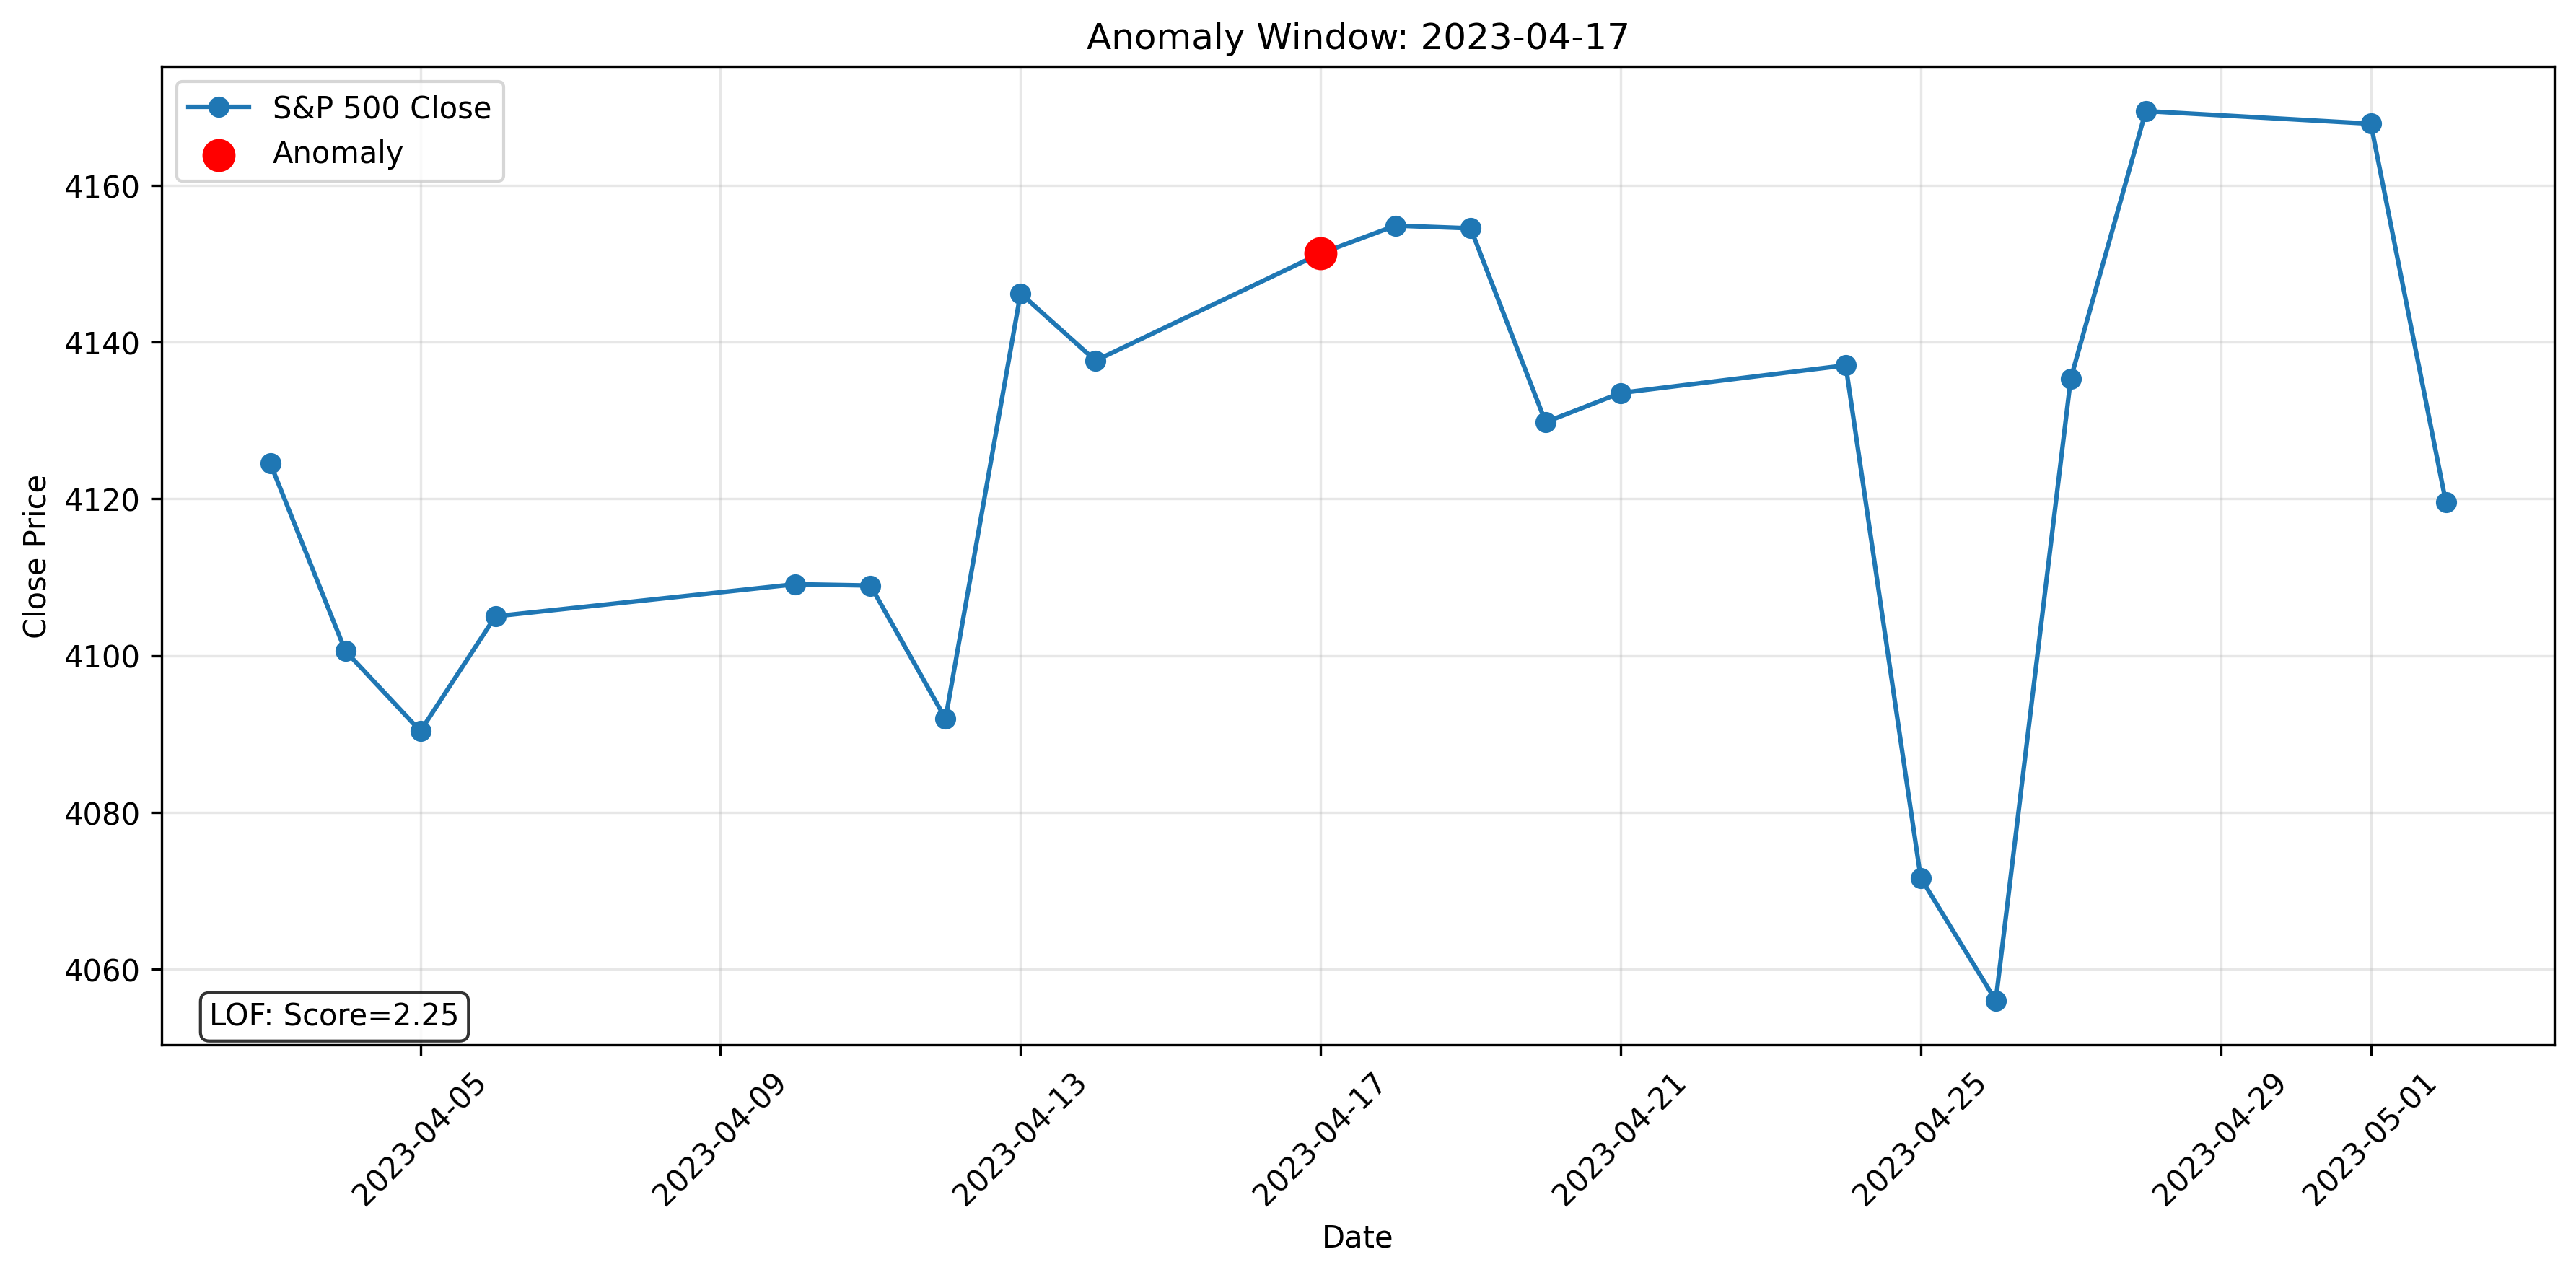 Anomaly Window: 2023-04-17
S&P 500 Close
Anomaly
Close Price
4160
4140
4120
4100
4080
4060
LOF: Score=2.25
2023-04-05
2023-04-09
2023-04-13
2023-04-17
2023-04-21
2023-04-25
2023-04-29
2023-05-01
Date